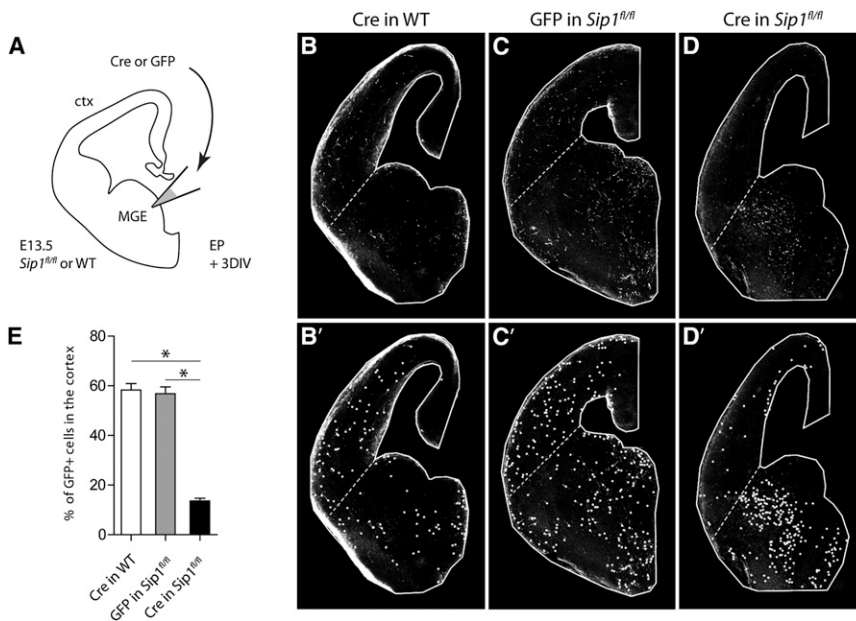 Cre in WT
GFP in Sip1fl/fl
Cre in Sip1fl/fl
A
B
C
D
Cre or GFP
ctx
MGE
E13.5
Sip1fl/fl or WT
EP
+ 3DIV
E
B'
C'
D'
% of GFP+ cells in the cortex
80
60
40
20
0
*
*
Cre in WT
GFP in Sip1fl/fl
Cre in Sip1fl/fl